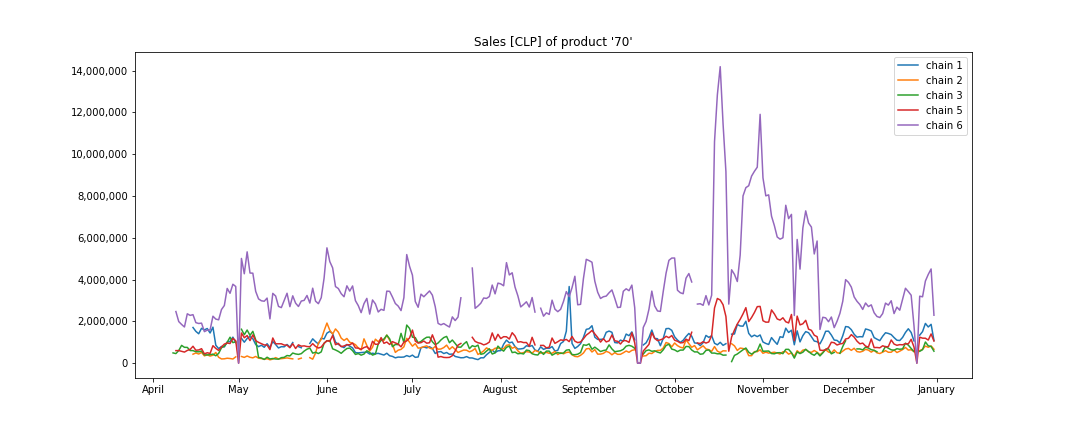 Sales [CLP] of product '70'
14,000,000
12,000,000
10,000,000
8,000,000
6,000,000
4,000,000
2,000,000
0
chain 1
chain 2
chain 3
chain 5
chain 6
April May June July August September October November December January